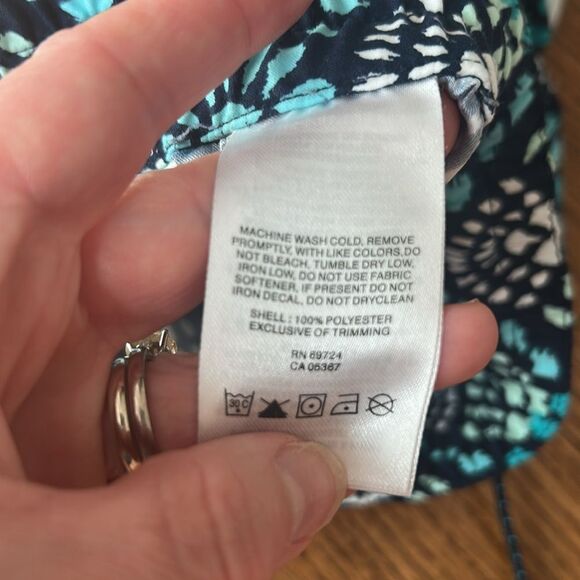 MACHINE WASH COLD, REMOVE
PROMPTLY, WITH LIKE COLORS,DO
NOT BLEACH, TUMBLE DRY LOW,
IRON LOW, DO NOT USE FABRIC
SOFTENER, IF PRESENT DO NOT
IRON DECAL, DO NOT DRYCLEAN
SHELL : 100% POLYESTER
EXCLUSIVE OF TRIMMING
RN 69724
CA 05367
30 C